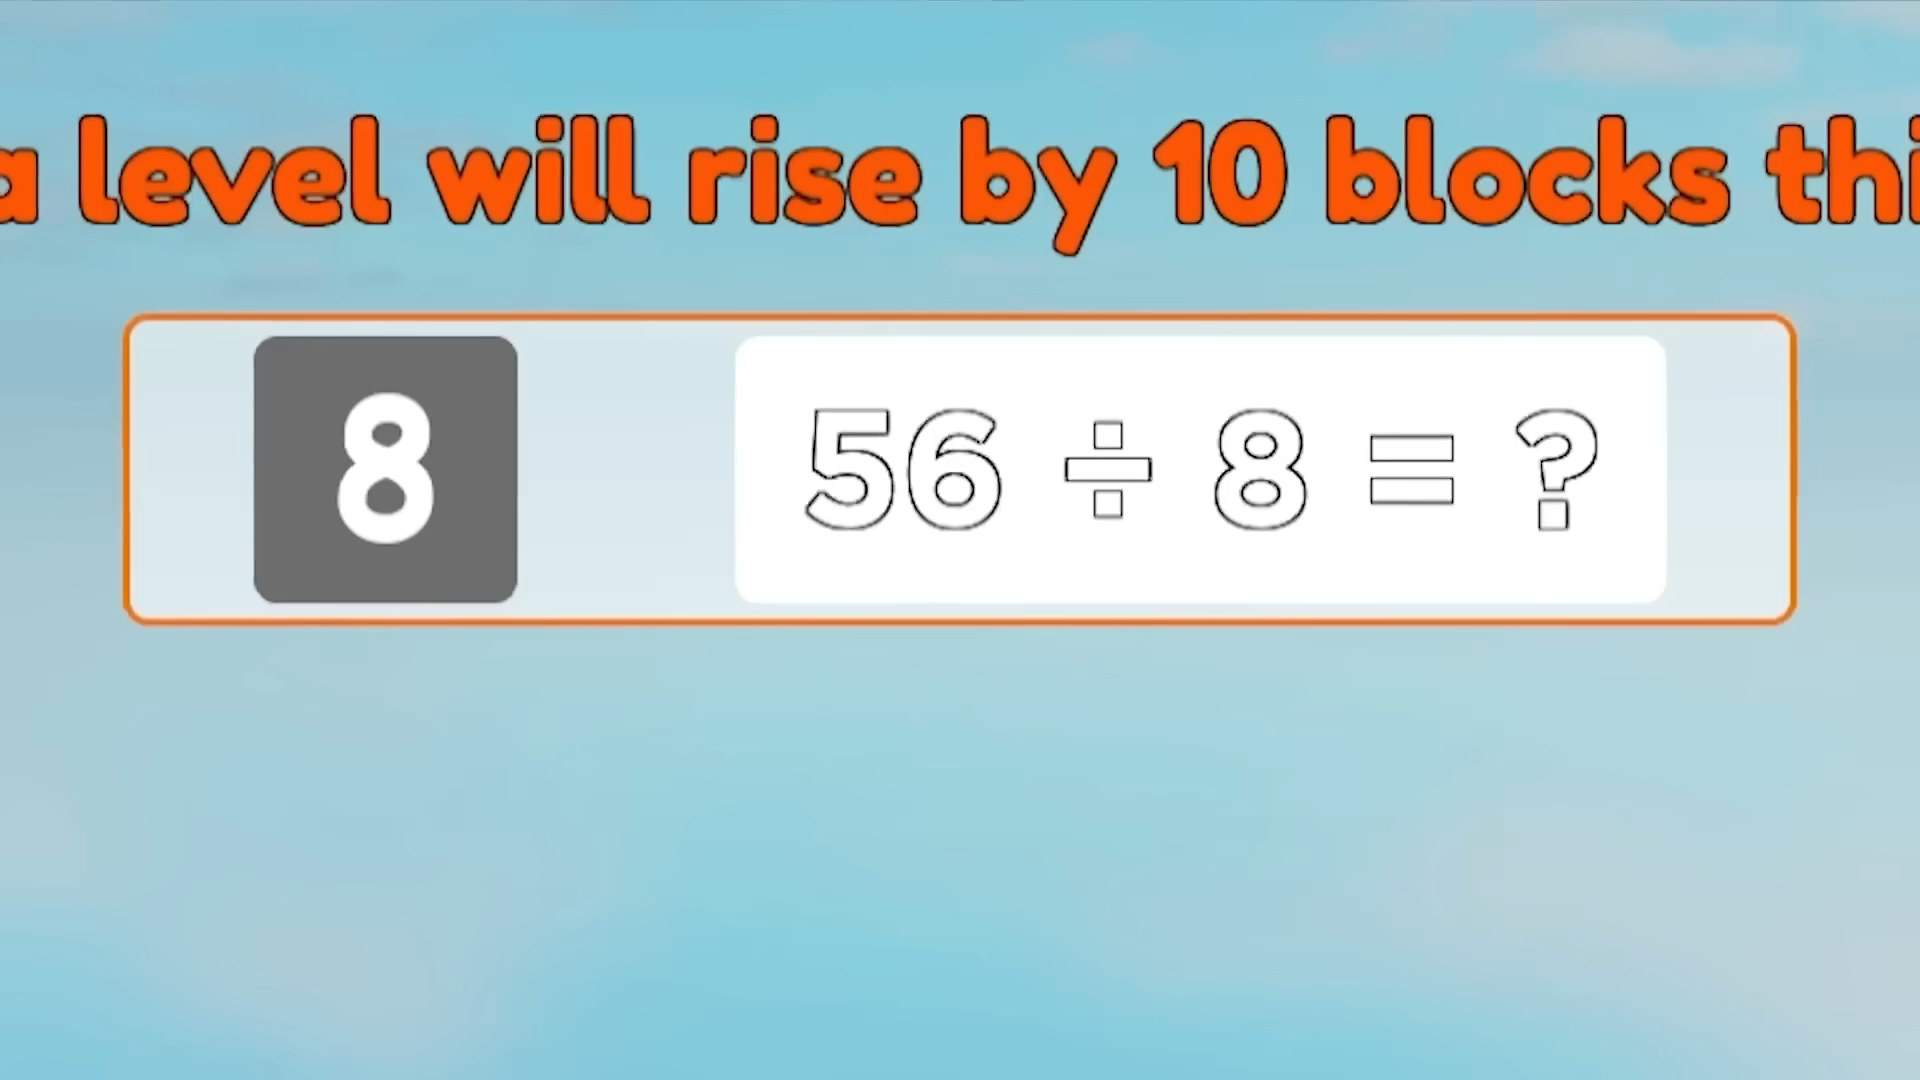 level will rise by 10 blocks
8
56 ÷ 8 = ?